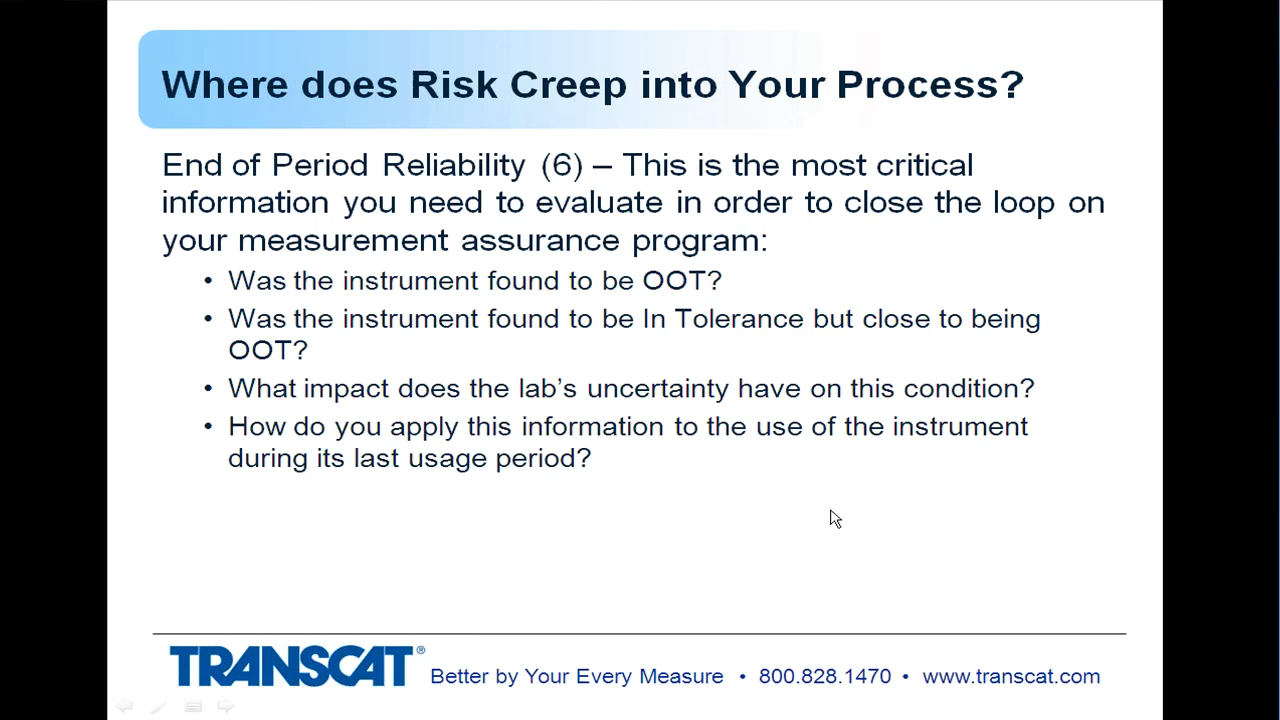 Where does Risk Creep into Your Process?
End of Period Reliability (6) – This is the most critical
information you need to evaluate in order to close the loop on
your measurement assurance program:
• Was the instrument found to be OOT?
• Was the instrument found to be In Tolerance but close to being
OOT?
• What impact does the lab's uncertainty have on this condition?
• How do you apply this information to the use of the instrument
during its last usage period?
TRANSCAT® Better by Your Every Measure • 800.828.1470 • www.transcat.com